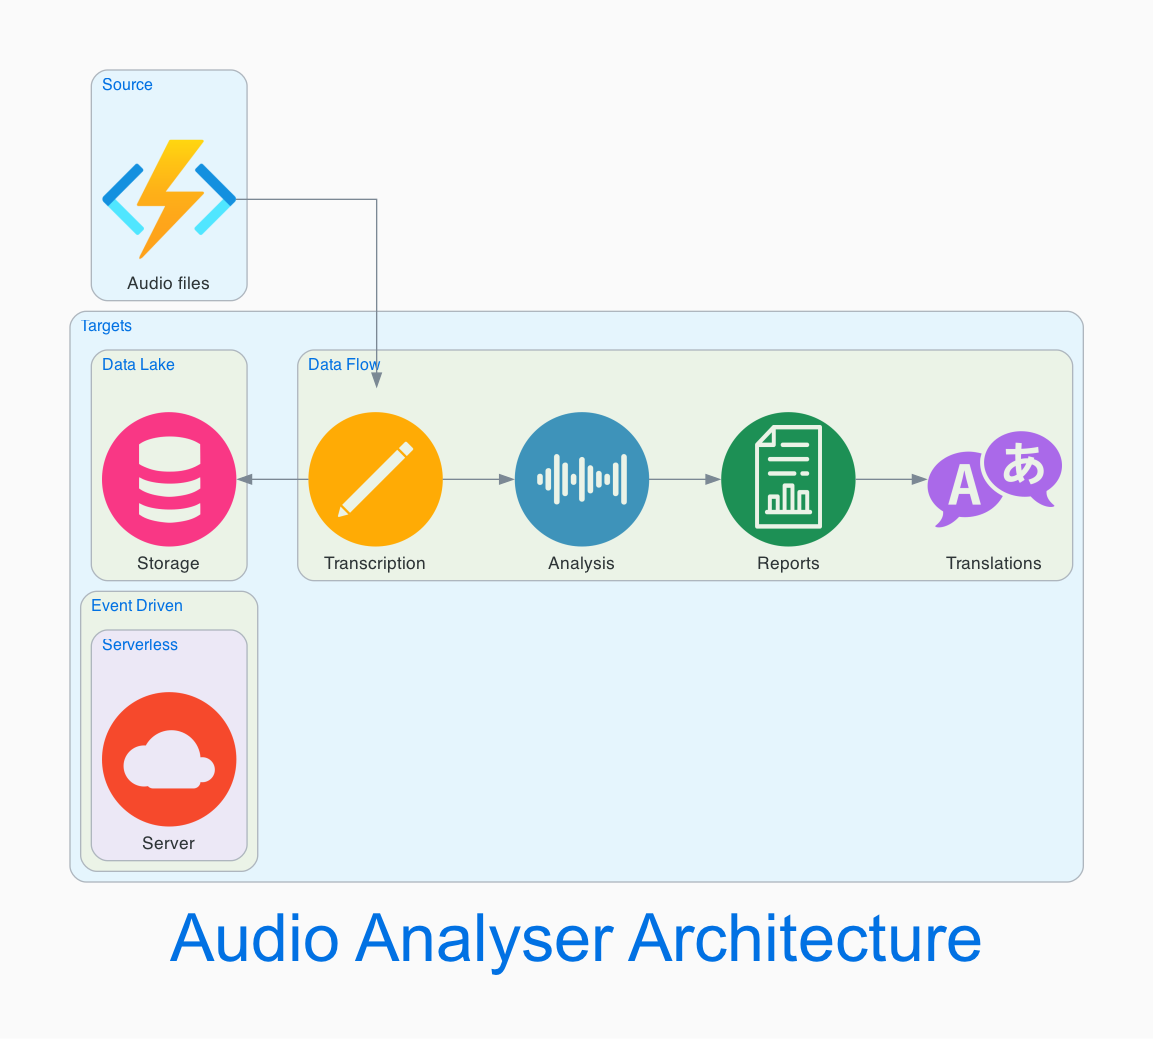 Source
Audio files
Targets
Data Lake
Data Flow
Storage
Transcription
Analysis
Reports
A あ
Translations
Event Driven
Serverless
Server
Audio Analyser Architecture